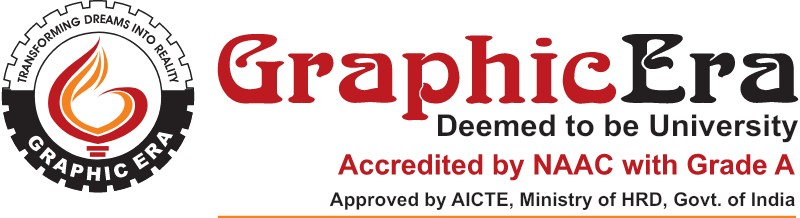 TRANSFORMING DREAMS INTO REALITY
GRAPHIC ERA
GraphicEra
Deemed to be University
Accredited by NAAC with Grade A
Approved by AICTE, Ministry of HRD, Govt. of India